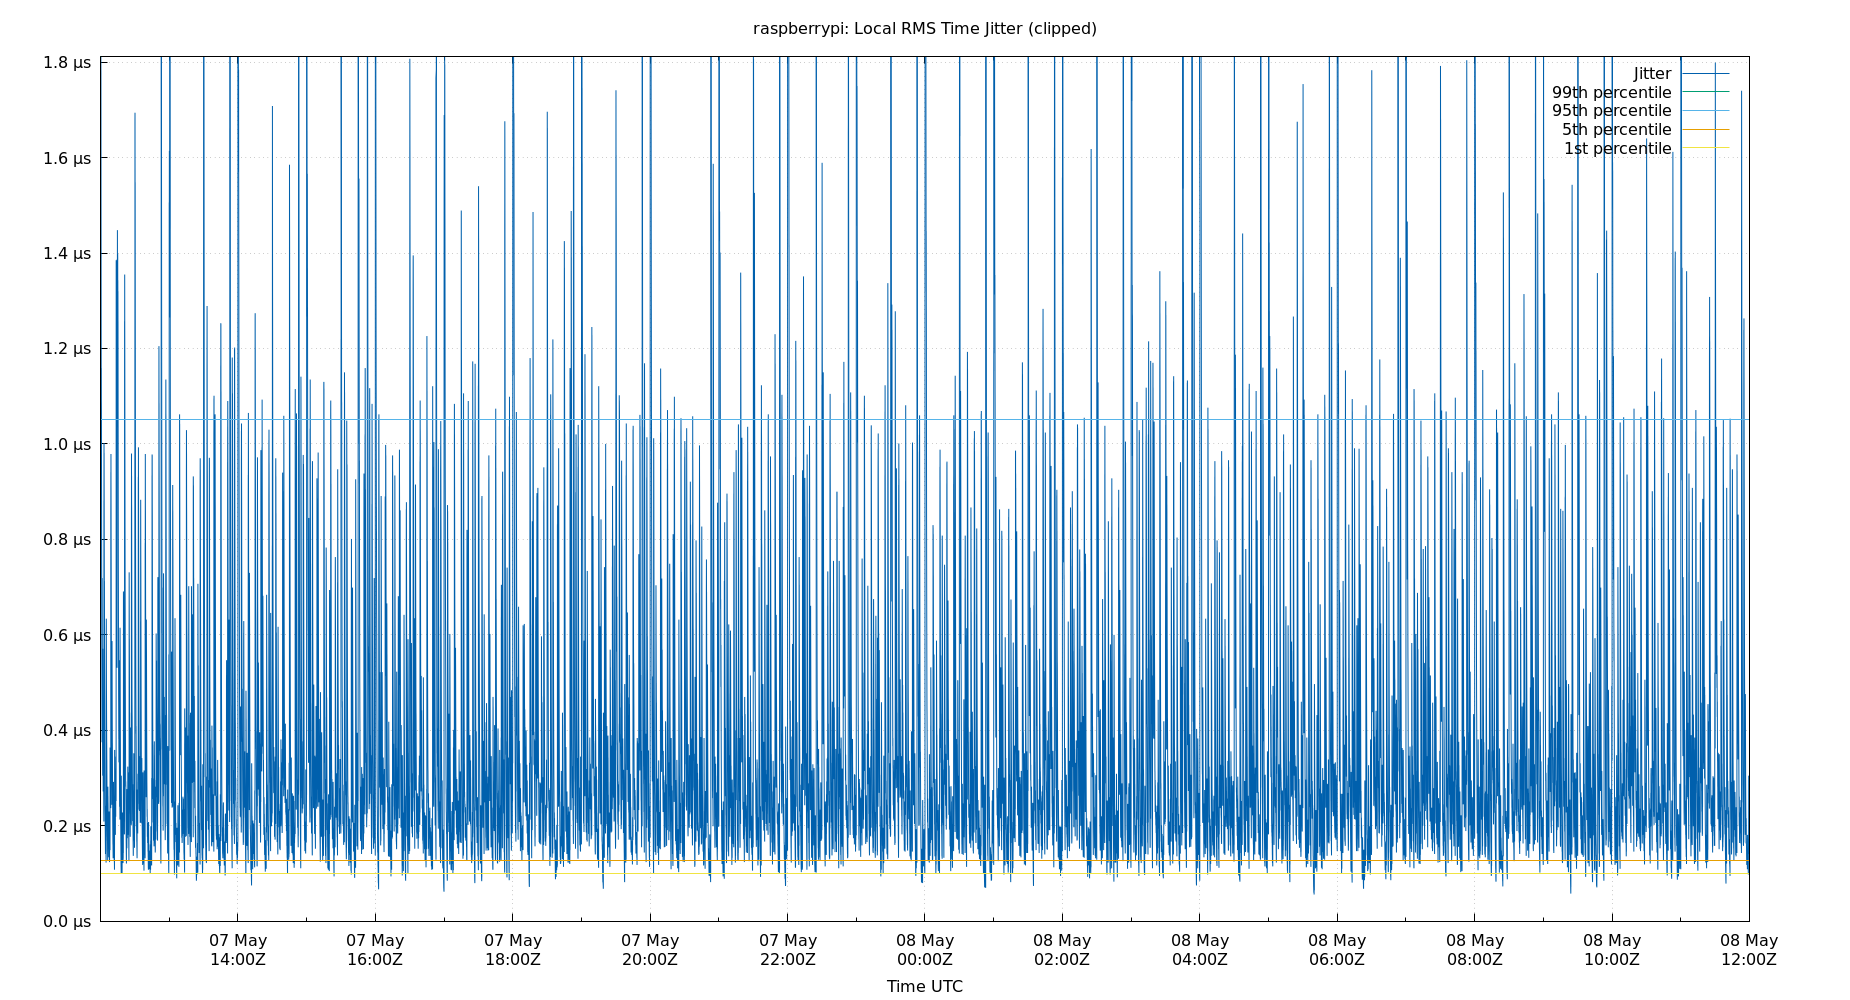 raspberrypi: Local RMS Time Jitter (clipped)
1.8 µs
1.6 µs
1.4 µs
1.2 µs
1.0 µs
0.8 µs
0.6 µs
0.4 µs
0.2 µs
0.0 µs
Jitter
99th percentile
95th percentile
5th percentile
1st percentile
07 May 07 May 07 May 07 May 07 May 08 May 08 May 08 May 08 May 08 May 08 May 08 May
14:00Z 16:00Z 18:00Z 20:00Z 22:00Z 00:00Z 02:00Z 04:00Z 06:00Z 08:00Z 10:00Z 12:00Z
Time UTC